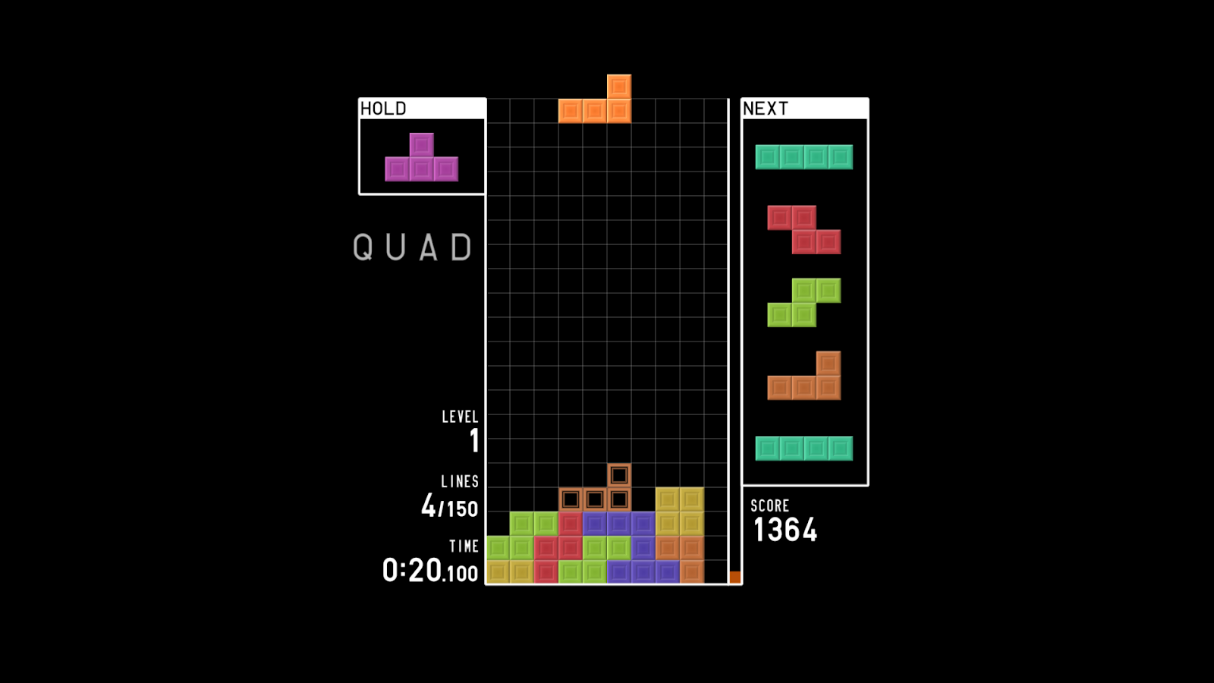 HOLD
NEXT
QUAD
LEVEL
1
LINES
4/150
TIME
0:20.100
SCORE
1364